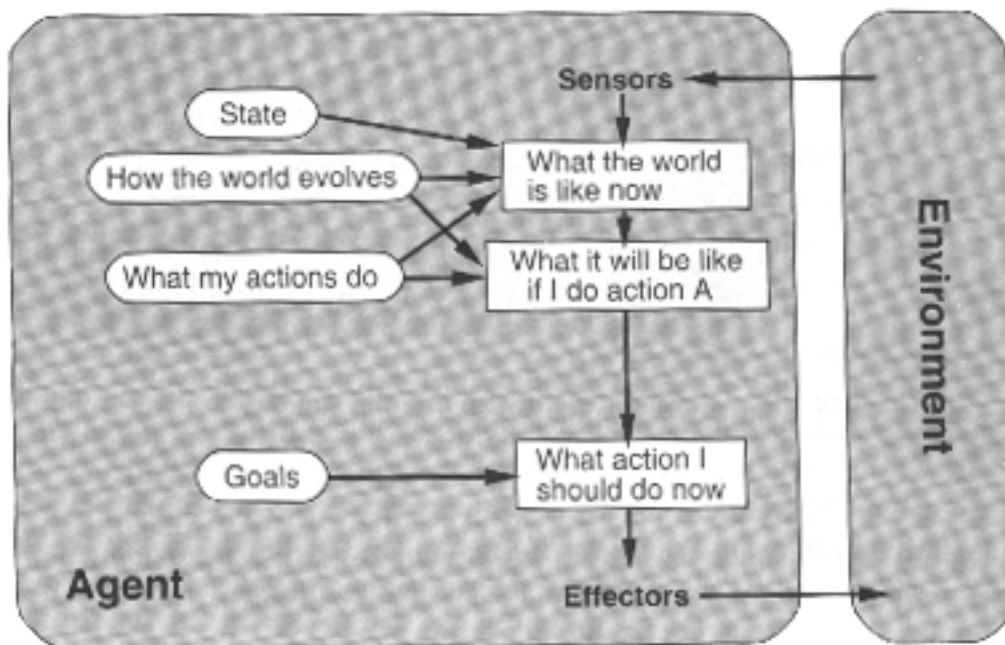 Sensors
State
What the world
is like now
How the world evolves
What it will be like
if I do action A
What my actions do
Environment
What action I
should do now
Goals
Agent
Effectors